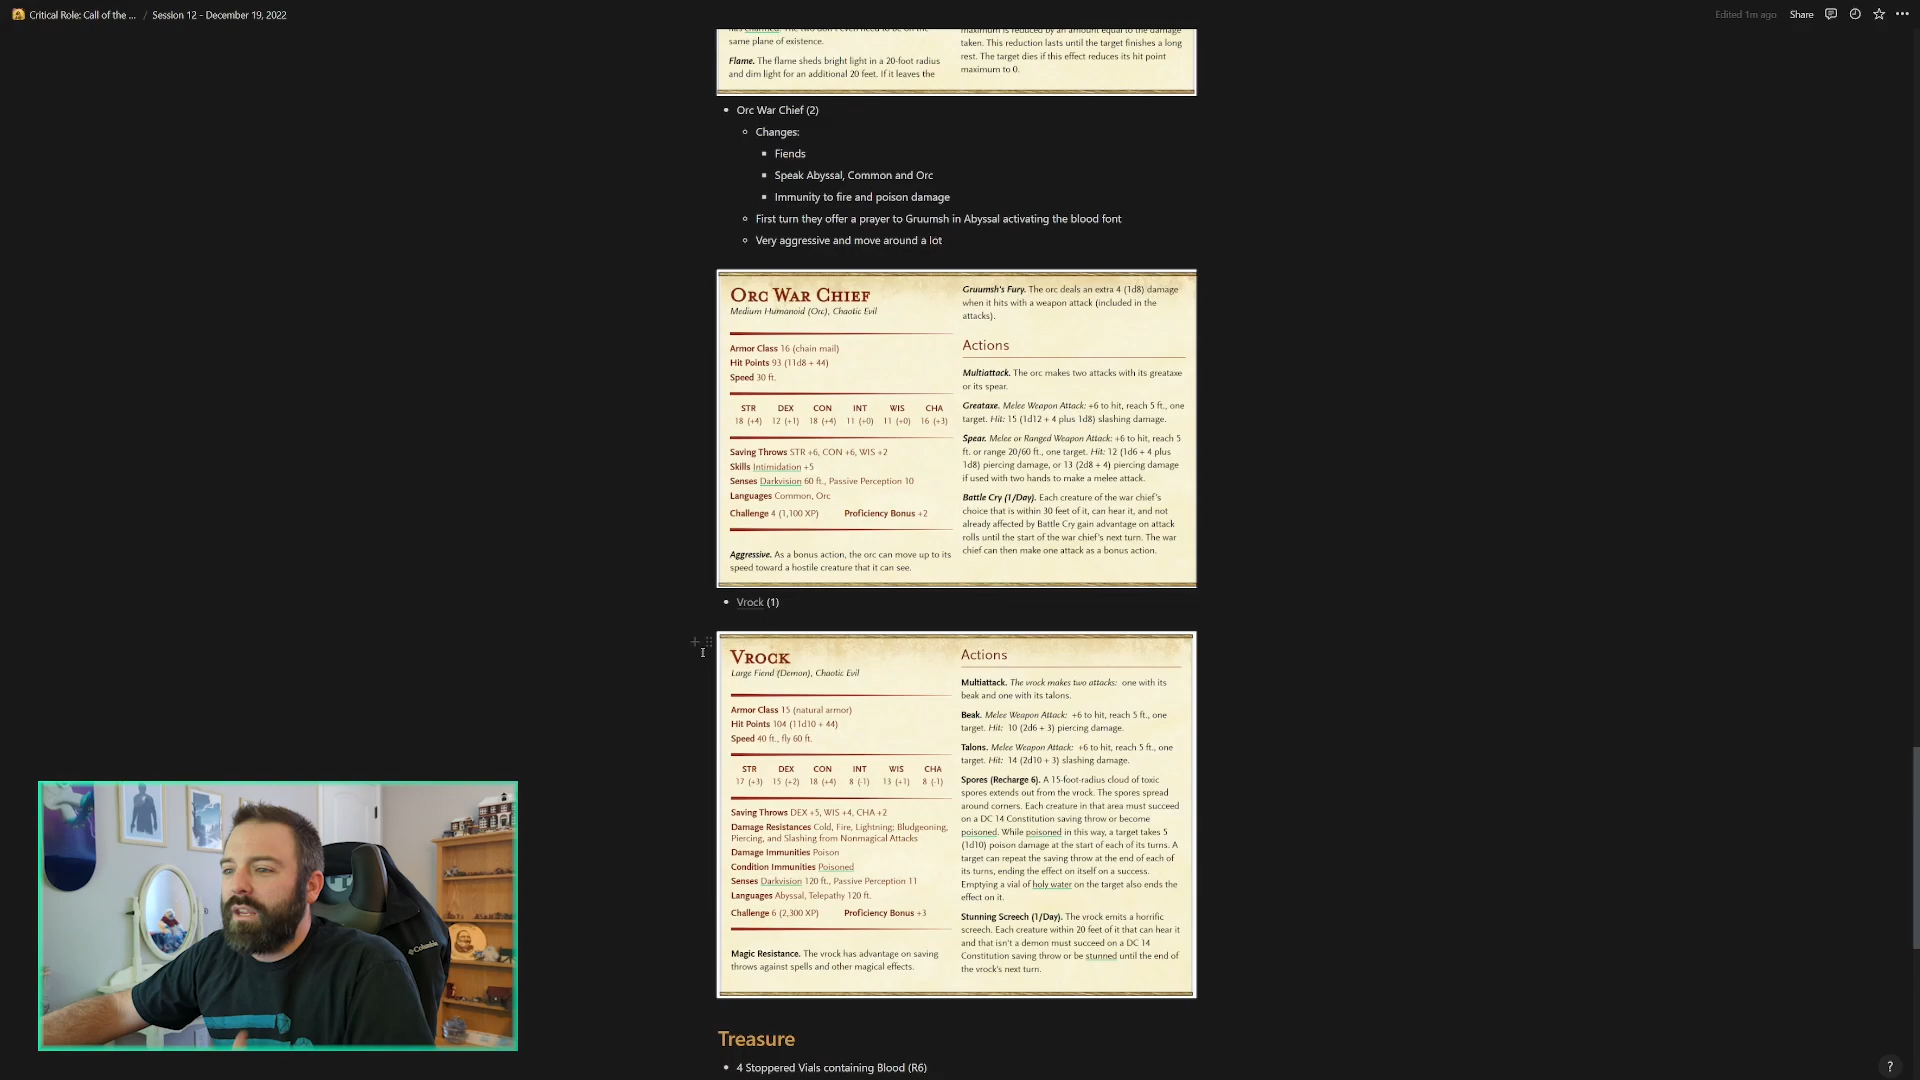 Critical Role: Call of the ... / Session 12 - December 19, 2022
Edited 1m ago Share
has charmed. The two don't even need to be on the
same plane of existence.
Flame. The flame sheds bright light in a 20-foot radius
and dim light for an additional 20 feet. If it leaves the
maximum is reduced by an amount equal to the damage
taken. This reduction lasts until the target finishes a long
rest. The target dies if this effect reduces its hit point
maximum to 0.
Orc War Chief (2)
Changes:
Fiends
Speak Abyssal, Common and Orc
Immunity to fire and poison damage
First turn they offer a prayer to Gruumsh in Abyssal activating the blood font
Very aggressive and move around a lot
Orc War Chief
Medium Humanoid (Orc), Chaotic Evil
Armor Class 16 (chain mail)
Hit Points 93 (11d8 + 44)
Speed 30 ft.
STR DEX CON INT WIS CHA
18 (+4) 12 (+1) 18 (+4) 11 (+0) 11 (+0) 16 (+3)
Saving Throws STR +6, CON +6, WIS +2
Skills Intimidation +5
Senses Darkvision 60 ft., Passive Perception 10
Languages Common, Orc
Challenge 4 (1,100 XP) Proficiency Bonus +2
Aggressive. As a bonus action, the orc can move up to its
speed toward a hostile creature that it can see.
Gruumsh's Fury. The orc deals an extra 4 (1d8) damage
when it hits with a weapon attack (included in the
attacks).
Actions
Multiattack. The orc makes two attacks with its greataxe
or its spear.
Greataxe. Melee Weapon Attack: +6 to hit, reach 5 ft., one
target. Hit: 15 (1d12 + 4 plus 1d8) slashing damage.
Spear. Melee or Ranged Weapon Attack: +6 to hit, reach 5
ft. or range 20/60 ft., one target. Hit: 12 (1d6 + 4 plus
1d8) piercing damage, or 13 (2d8 + 4) piercing damage
if used with two hands to make a melee attack.
Battle Cry (1/Day). Each creature of the war chief's
choice that is within 30 feet of it, can hear it, and not
already affected by Battle Cry gain advantage on attack
rolls until the start of the war chief's next turn. The war
chief can then make one attack as a bonus action.
Vrock (1)
Vrock
Large Fiend (Demon), Chaotic Evil
Armor Class 15 (natural armor)
Hit Points 104 (11d10 + 44)
Speed 40 ft., fly 60 ft.
STR DEX CON INT WIS CHA
17 (+3) 15 (+2) 18 (+4) 8 (-1) 13 (+1) 8 (-1)
Saving Throws DEX +5, WIS +4, CHA +2
Damage Resistances Cold, Fire, Lightning; Bludgeoning,
Piercing, and Slashing from Nonmagical Attacks
Damage Immunities Poison
Condition Immunities Poisoned
Senses Darkvision 120 ft., Passive Perception 11
Languages Abyssal, Telepathy 120 ft.
Challenge 6 (2,300 XP) Proficiency Bonus +3
Magic Resistance. The vrock has advantage on saving
throws against spells and other magical effects.
Actions
Multiattack. The vrock makes two attacks: one with its
beak and one with its talons.
Beak. Melee Weapon Attack: +6 to hit, reach 5 ft., one
target. Hit: 10 (2d6 + 3) piercing damage.
Talons. Melee Weapon Attack: +6 to hit, reach 5 ft., one
target. Hit: 14 (2d10 + 3) slashing damage.
Spores (Recharge 6). A 15-foot-radius cloud of toxic
spores extends out from the vrock. The spores spread
around corners. Each creature in that area must succeed
on a DC 14 Constitution saving throw or become
poisoned. While poisoned in this way, a target takes 5
(1d10) poison damage at the start of each of its turns. A
target can repeat the saving throw at the end of each of
its turns, ending the effect on itself on a success.
Emptying a vial of holy water on the target also ends the
effect on it.
Stunning Screech (1/Day). The vrock emits a horrific
screech. Each creature within 20 feet of it that can hear it
and that isn't a demon must succeed on a DC 14
Constitution saving throw or be stunned until the end of
the vrock's next turn.
Columbia
Treasure
4 Stoppered Vials containing Blood (R6)
?